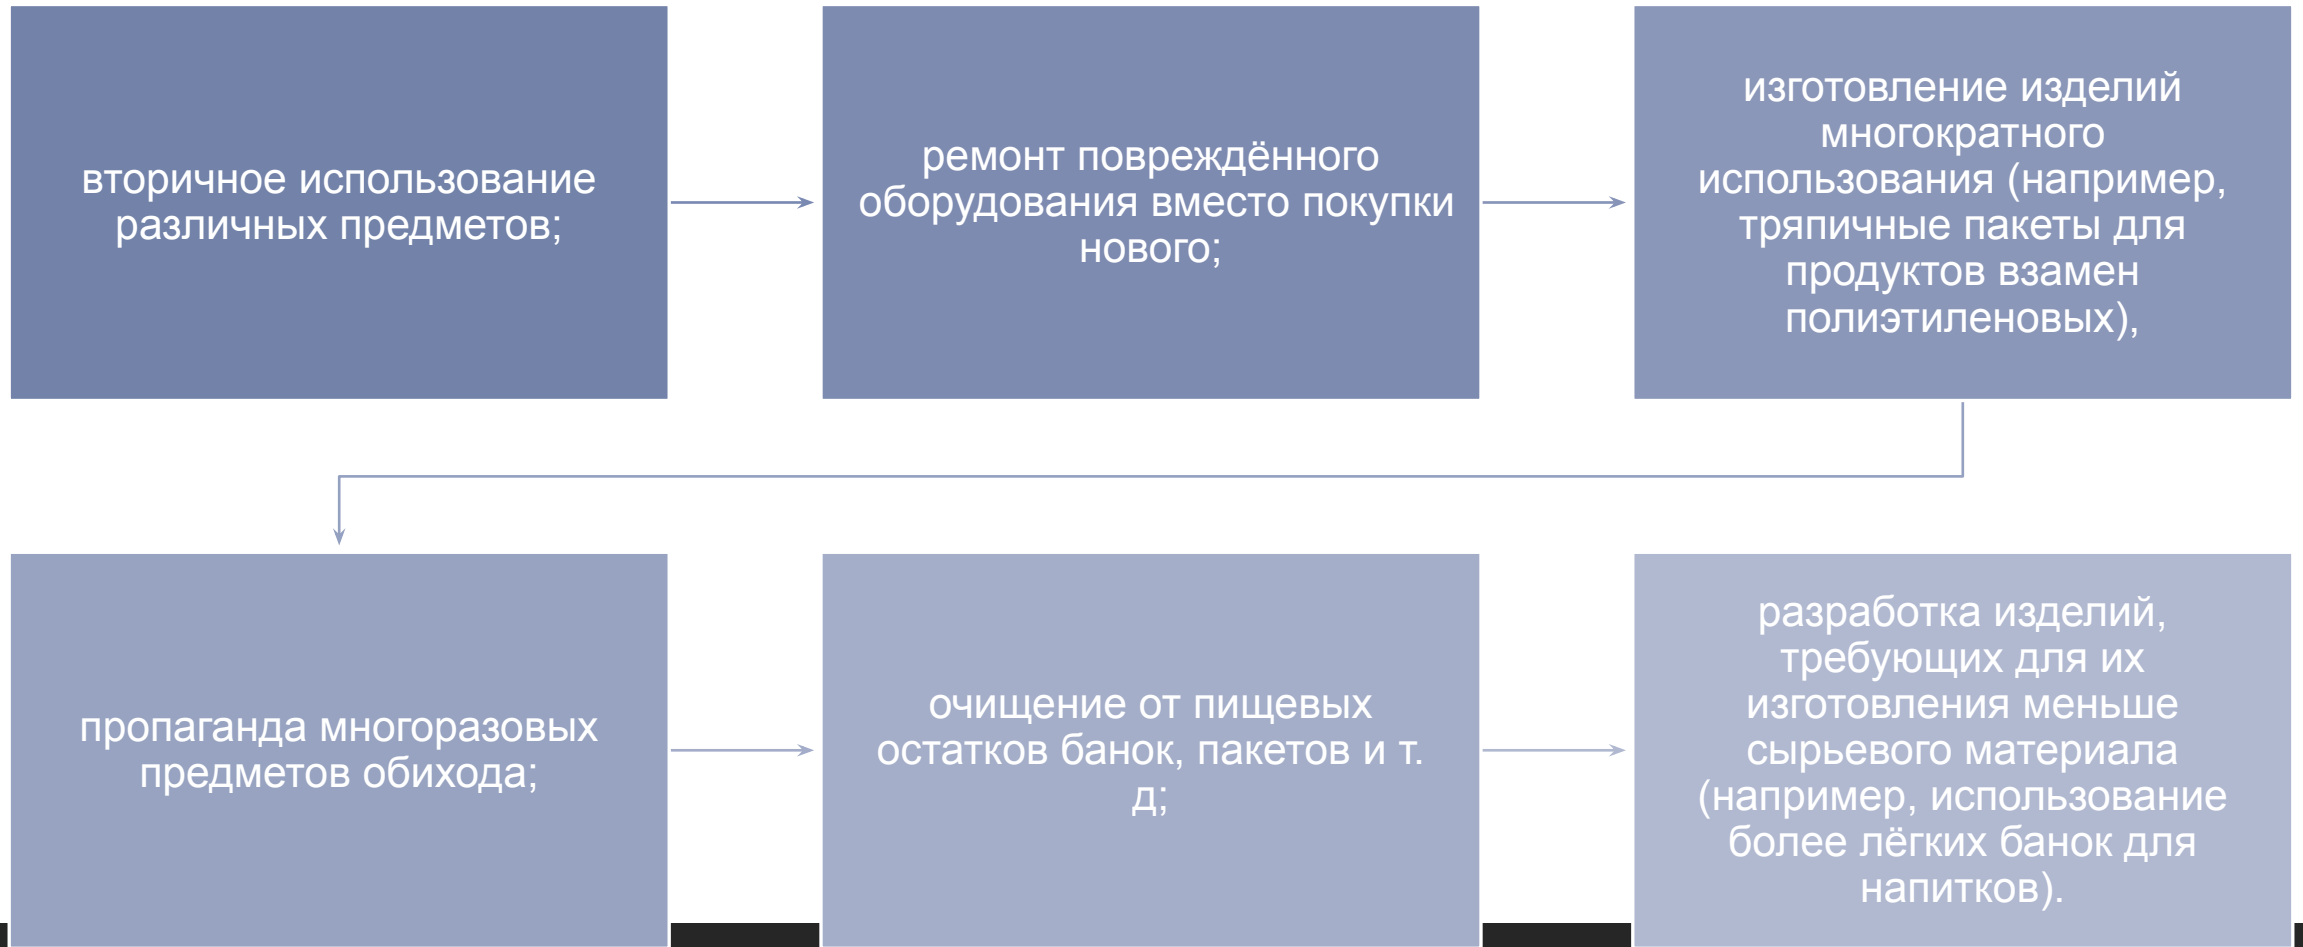 вторичное использование
различных предметов;
ремонт повреждённого
оборудования вместо покупки
нового;
изготовление изделий
многократного
использования (например,
тряпичные пакеты для
продуктов взамен
полиэтиленовых),
пропаганда многоразовых
предметов обихода;
очищение от пищевых
остатков банок, пакетов и т.
д;
разработка изделий,
требующих для их
изготовления меньше
сырьевого материала
(например, использование
более лёгких банок для
напитков).